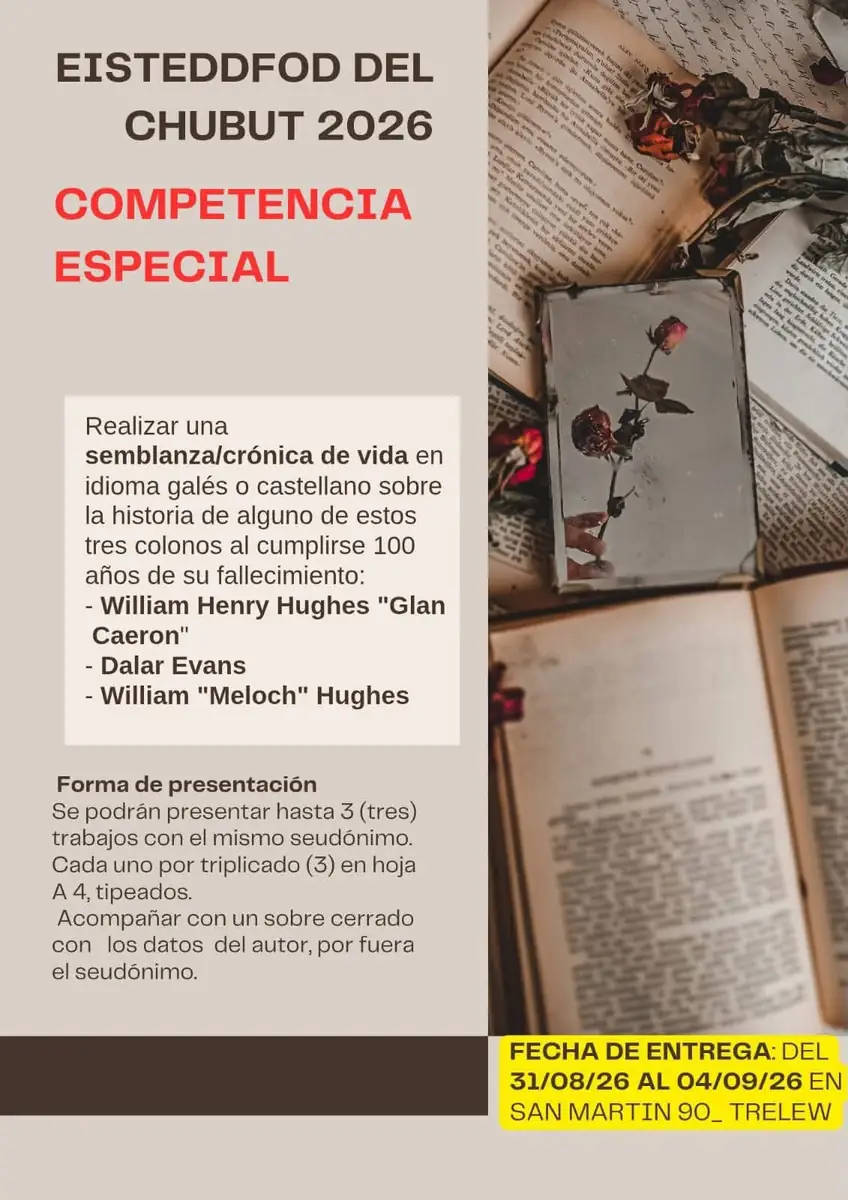 EISTEDDFOD DEL
CHUBUT 2026
COMPETENCIA
ESPECIAL
Realizar una
semblanza/crónica de vida en
idioma galés o castellano sobre
la historia de alguno de estos
tres colonos al cumplirse 100
años de su fallecimiento:
- William Henry Hughes "Glan
Caeron"
- Dalar Evans
- William "Meloch" Hughes
Forma de presentación
Se podrán presentar hasta 3 (tres)
trabajos con el mismo seudónimo.
Cada uno por triplicado (3) en hoja
A 4, tipeados.
Acompañar con un sobre cerrado
con los datos del autor, por fuera
el seudónimo.
FECHA DE ENTREGA: DEL
31/08/26 AL 04/09/26 EN
SAN MARTIN 90_ TRELEW